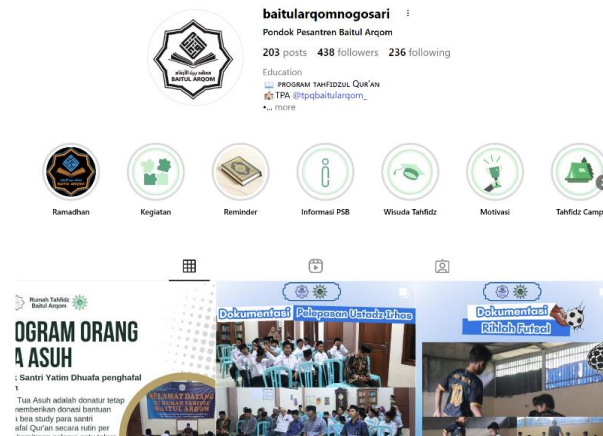 baitularqomnogosari
Pondok Pesantren Baitul Arqom
203 posts 438 followers 236 following
Education
PROGRAM TAHFIDZUL QUR'AN
TPA @tpqbaitularqom_
•... more
BAITUL ARQOM
Ramadhan
Kegiatan
Reminder
Informasi PSB
Wisuda Tahfidz
Motivasi
Tahfidz Camp
Rumah Tahfidz
Baitul Arqom
OGRAM ORANG
A ASUH
Santri Yatim Dhuafa penghafal
Tua Asuh adalah donatur tetap
memberikan donasi bantuan
bea study para santri
afal Qur'an secara rutin per
SELAMAT DATANG
RUMAH TAHFIDZ
BAITUL ARQOM
Dokumentasi Pelepasan Ustadz Irhas
Dokumentasi
Rihlah Futsal